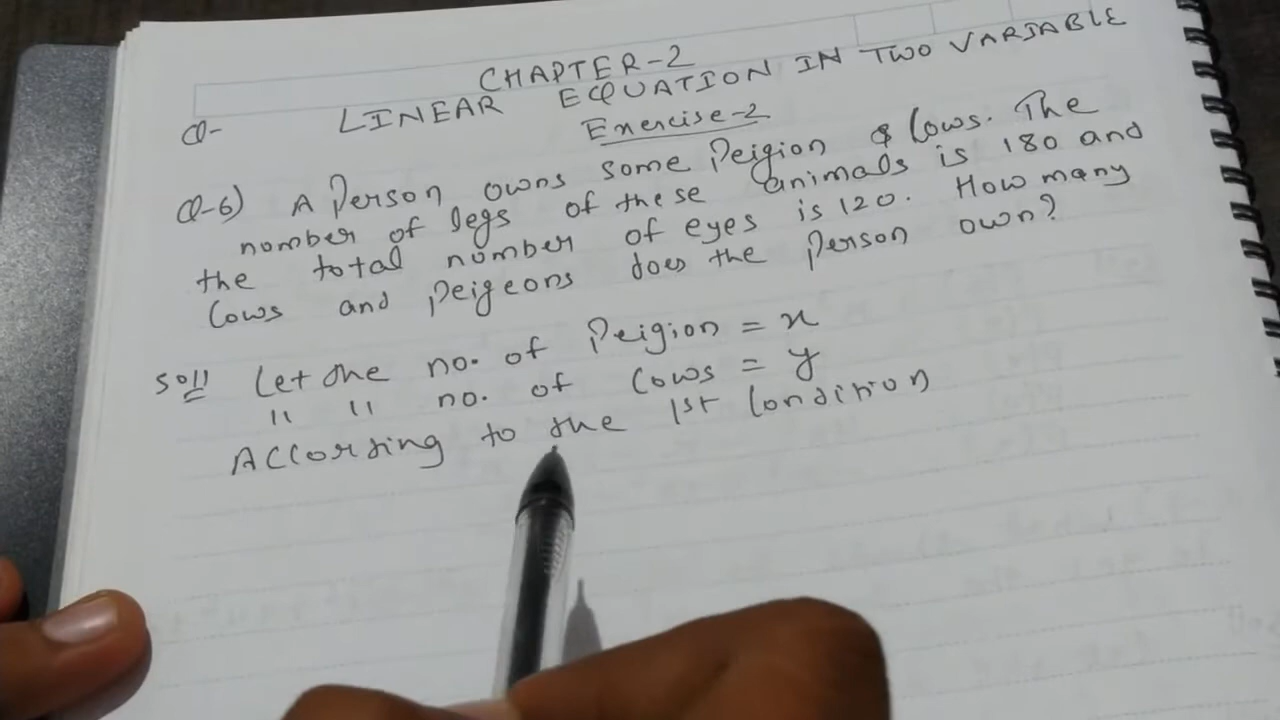 CHAPTER-2
Q- LINEAR EQUATION IN TWO VARIABLE
Exercise-2
Q-6) A Person owns some Peigion & Cows. The
number of legs of these animals is 180 and
the total number of eyes is 120. How many
Cows and Peigeons does the Person own?
Soll Let the no. of Peigion = x
" " no. of Cows = y
According to the 1st Condition